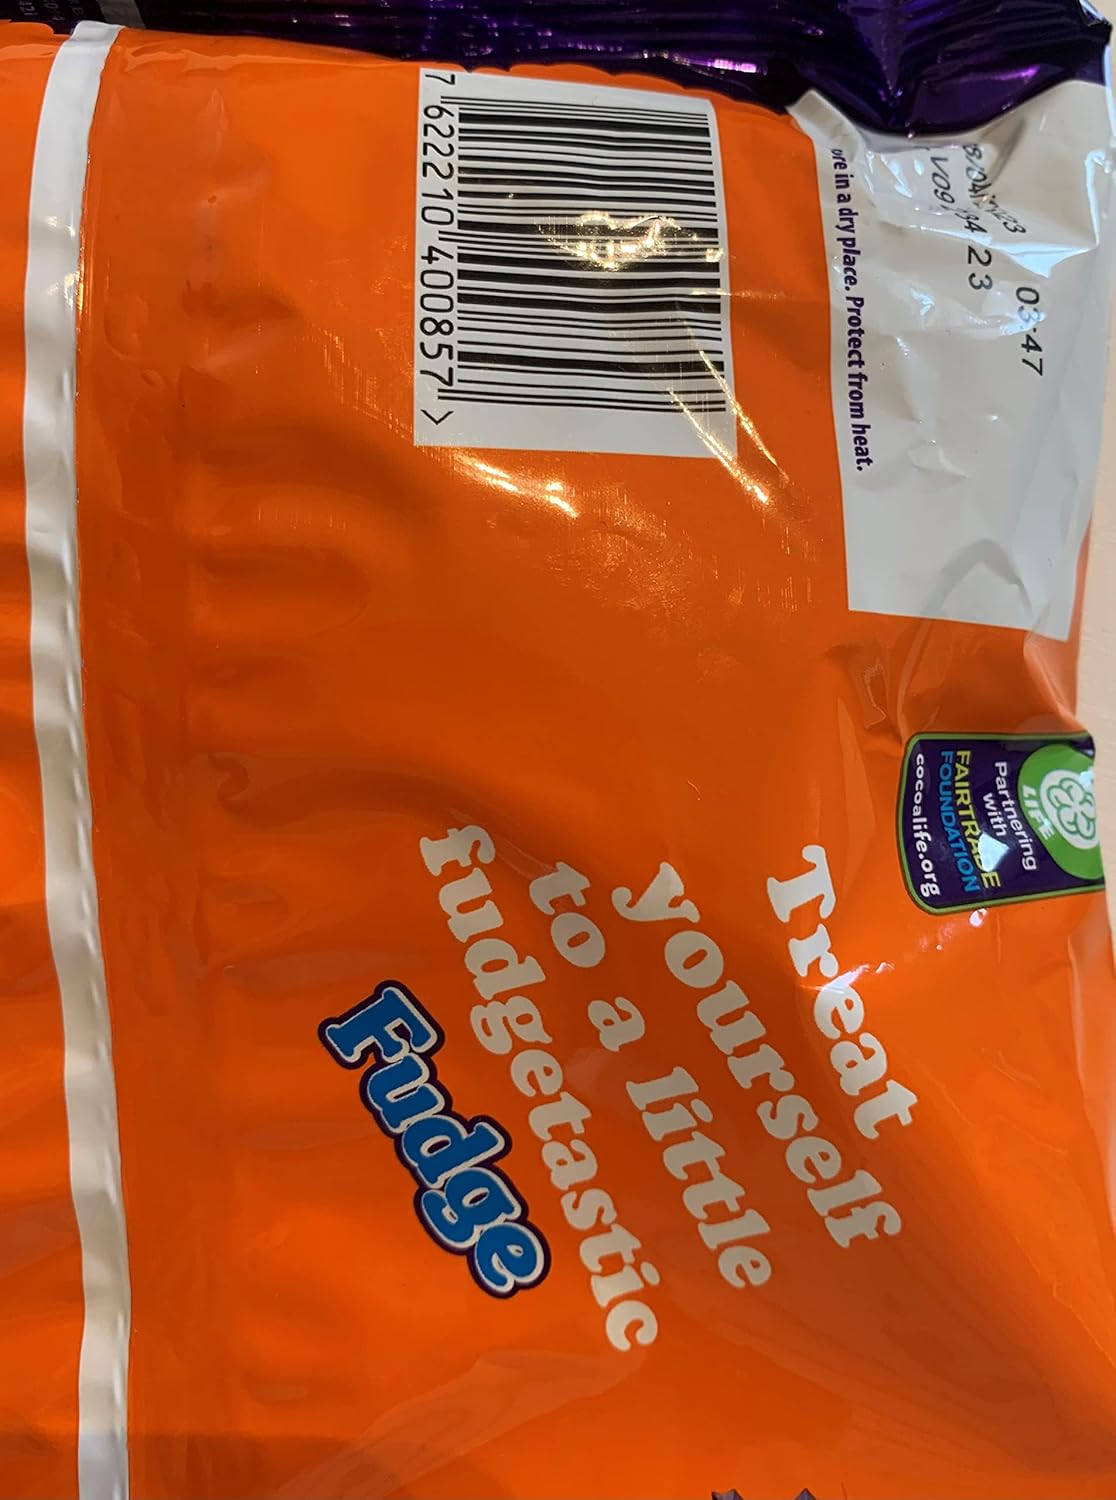 7 622210 400857 >
ore in a dry place. Protect from heat.
03:47
23
LIFE
Partnering
with
FAIRTRADE
FOUNDATION
cocoalife.org
Treat
yourself
to a little
fudgetastic
Fudge